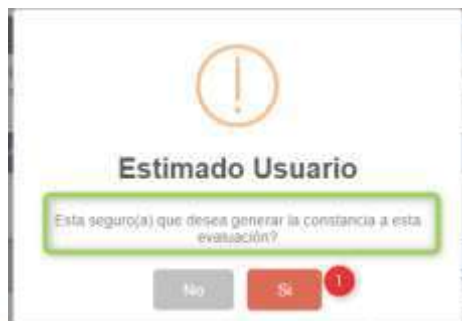 Estimado Usuario
Esta seguro(a) que desea generar la constancia a esta
evaluación?
No
Si
1